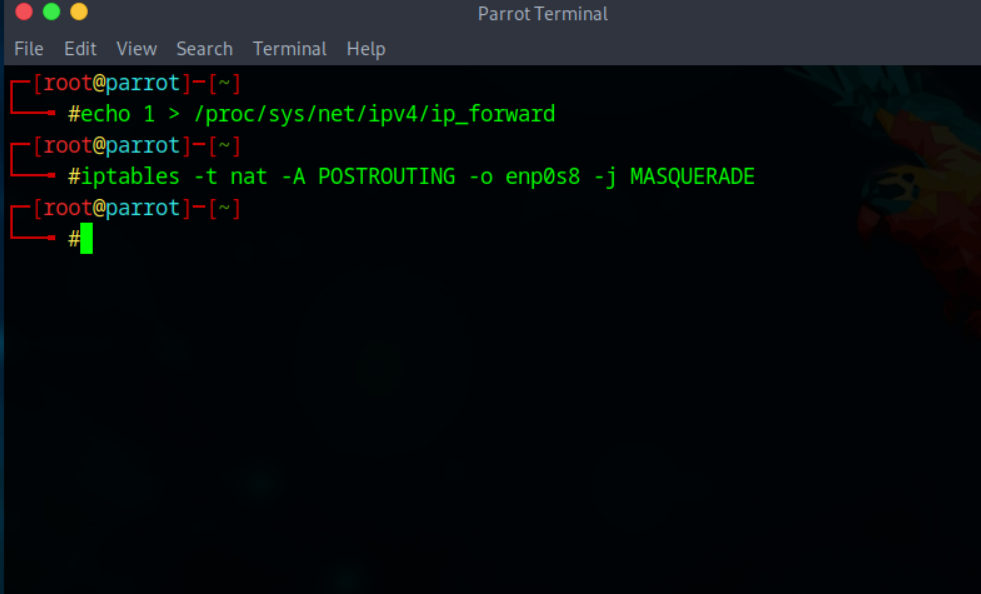 Parrot Terminal
File Edit View Search Terminal Help
┌─[root@parrot]─[~]
└──╼ #echo 1 > /proc/sys/net/ipv4/ip_forward
┌─[root@parrot]─[~]
└──╼ #iptables -t nat -A POSTROUTING -o enp0s8 -j MASQUERADE
┌─[root@parrot]─[~]
└──╼ #